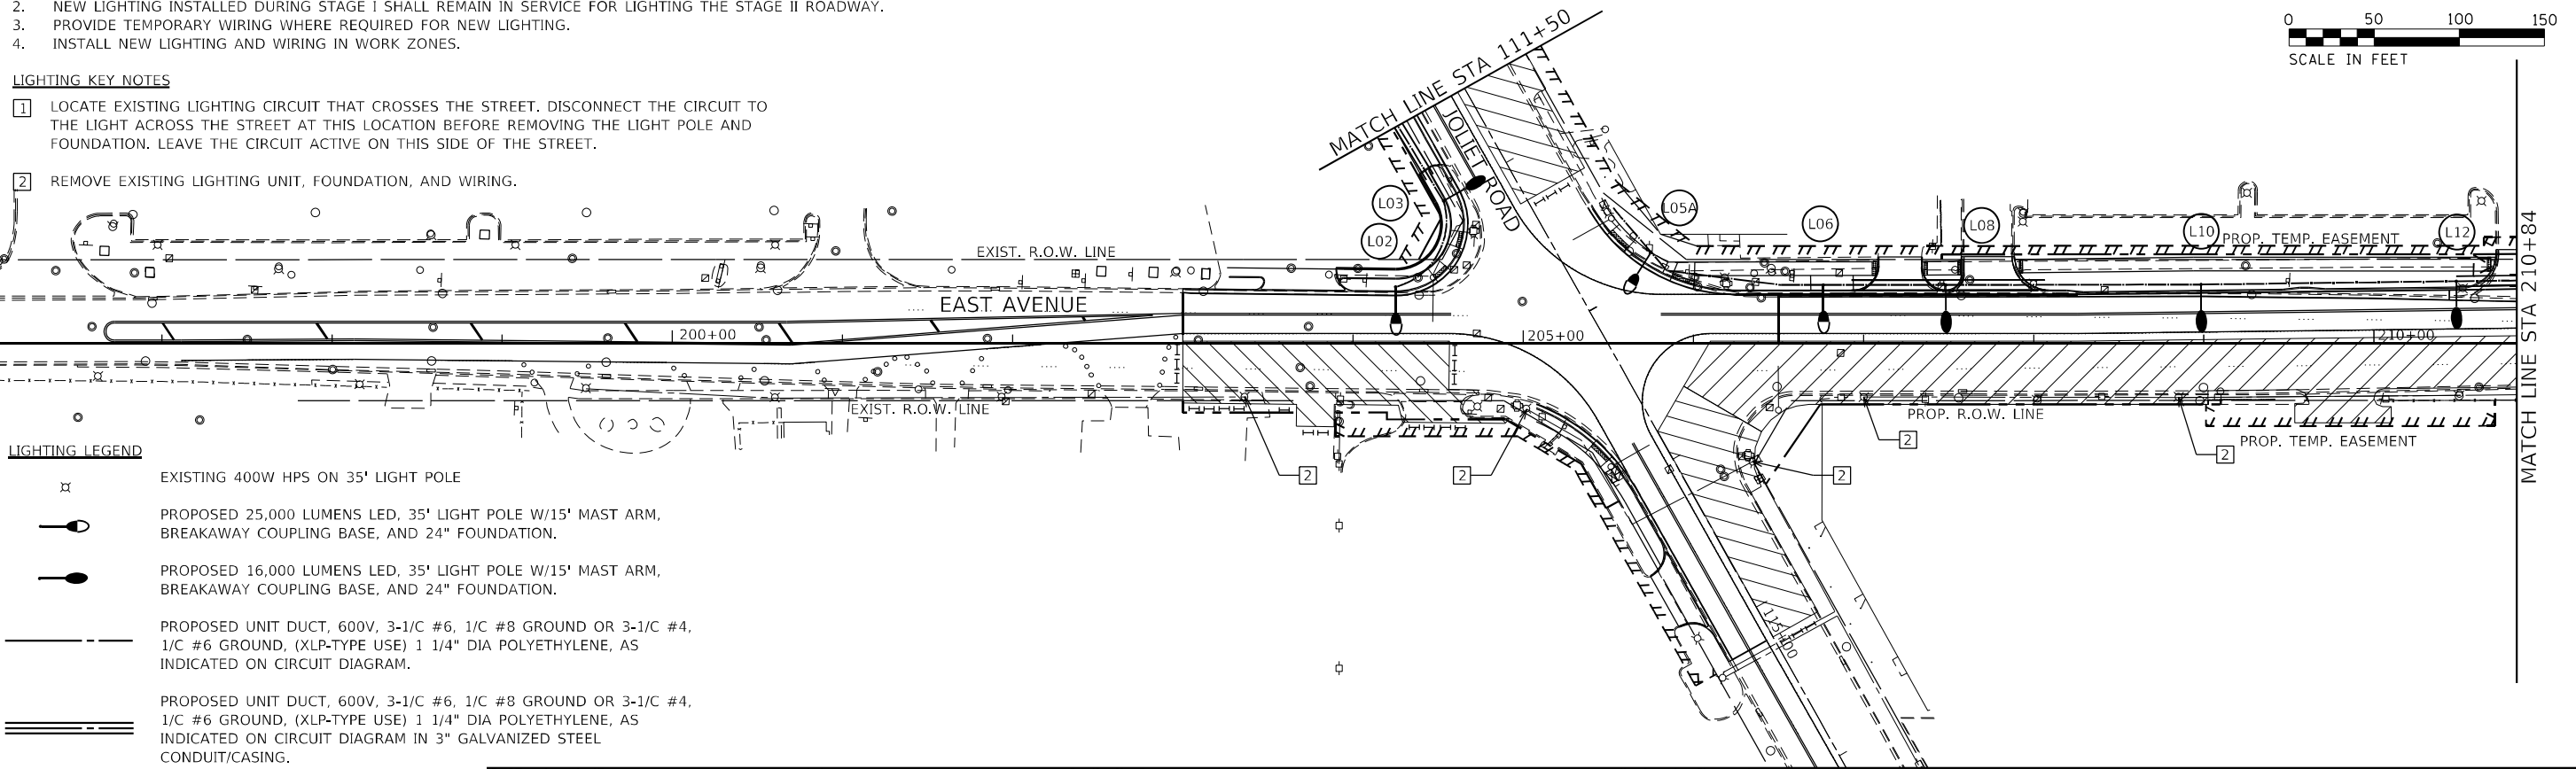 2. NEW LIGHTING INSTALLED DURING STAGE I SHALL REMAIN IN SERVICE FOR LIGHTING THE STAGE II ROADWAY.
3. PROVIDE TEMPORARY WIRING WHERE REQUIRED FOR NEW LIGHTING.
4. INSTALL NEW LIGHTING AND WIRING IN WORK ZONES.
LIGHTING KEY NOTES
1 LOCATE EXISTING LIGHTING CIRCUIT THAT CROSSES THE STREET. DISCONNECT THE CIRCUIT TO
THE LIGHT ACROSS THE STREET AT THIS LOCATION BEFORE REMOVING THE LIGHT POLE AND
FOUNDATION. LEAVE THE CIRCUIT ACTIVE ON THIS SIDE OF THE STREET.
2 REMOVE EXISTING LIGHTING UNIT, FOUNDATION, AND WIRING.
0 50 100 150
SCALE IN FEET
MATCH LINE STA 111+50
JOLIET ROAD
L03
L02
L05A
L06
L08
L10
L12
PROP. TEMP. EASEMENT
EXIST. R.O.W. LINE
EAST AVENUE
200+00
205+00
210+00
MATCH LINE STA 210+84
EXIST. R.O.W. LINE
PROP. R.O.W. LINE
PROP. TEMP. EASEMENT
2
2
2
2
2
115+00
LIGHTING LEGEND
EXISTING 400W HPS ON 35' LIGHT POLE
PROPOSED 25,000 LUMENS LED, 35' LIGHT POLE W/15' MAST ARM,
BREAKAWAY COUPLING BASE, AND 24" FOUNDATION.
PROPOSED 16,000 LUMENS LED, 35' LIGHT POLE W/15' MAST ARM,
BREAKAWAY COUPLING BASE, AND 24" FOUNDATION.
PROPOSED UNIT DUCT, 600V, 3-1/C #6, 1/C #8 GROUND OR 3-1/C #4,
1/C #6 GROUND, (XLP-TYPE USE) 1 1/4" DIA POLYETHYLENE, AS
INDICATED ON CIRCUIT DIAGRAM.
PROPOSED UNIT DUCT, 600V, 3-1/C #6, 1/C #8 GROUND OR 3-1/C #4,
1/C #6 GROUND, (XLP-TYPE USE) 1 1/4" DIA POLYETHYLENE, AS
INDICATED ON CIRCUIT DIAGRAM IN 3" GALVANIZED STEEL
CONDUIT/CASING.